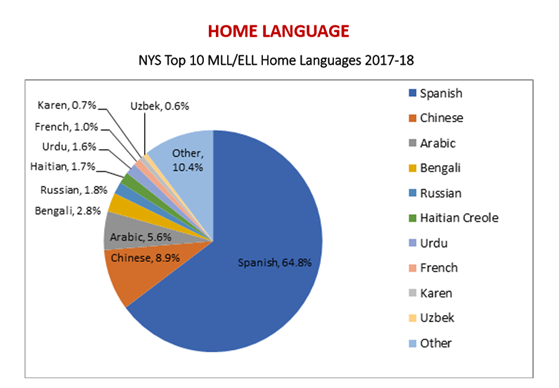 HOME LANGUAGE
NYS Top 10 MLL/ELL Home Languages 2017-18
Karen, 0.7%
Uzbek, 0.6%
French, 1.0%
Urdu, 1.6%
Haitian, 1.7%
Russian, 1.8%
Bengali, 2.8%
Arabic, 5.6%
Chinese, 8.9%
Other,
10.4%
Spanish, 64.8%
Spanish
Chinese
Arabic
Bengali
Russian
Haitian Creole
Urdu
French
Karen
Uzbek
Other